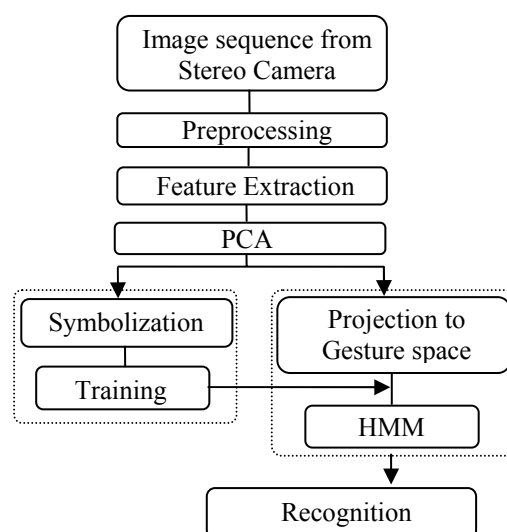 Image sequence from
Stereo Camera
Preprocessing
Feature Extraction
PCA
Symbolization
Training
Projection to
Gesture space
HMM
Recognition